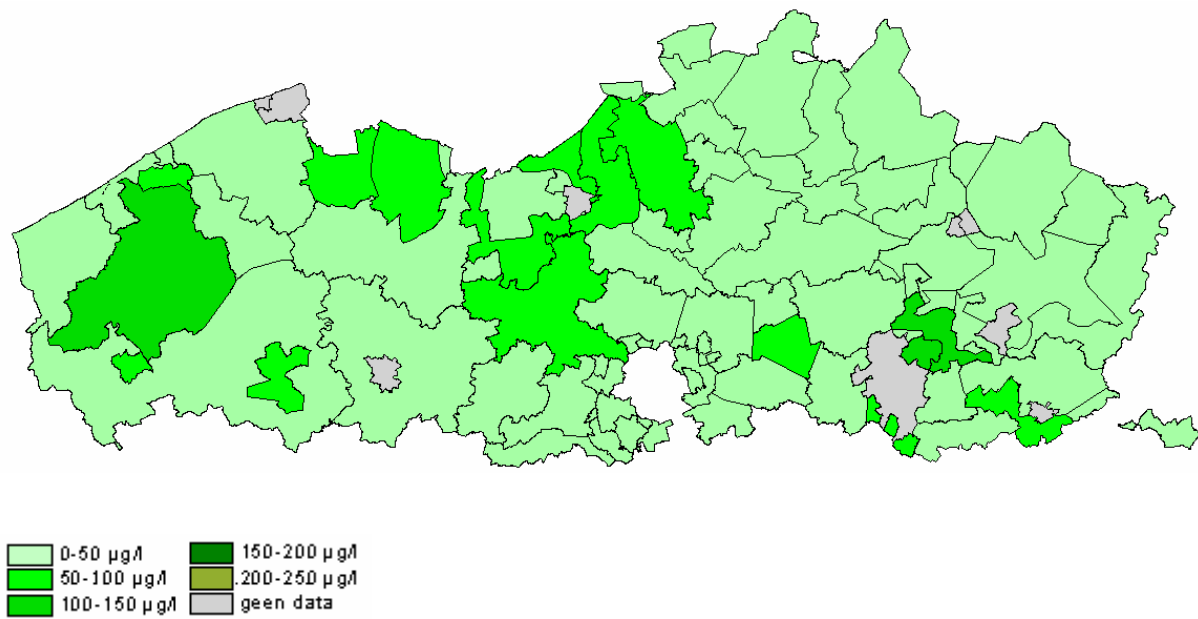 0-50 µg/l
50-100 µg/l
100-150 µg/l
150-200 µg/l
.200-250 µg/l
geen data